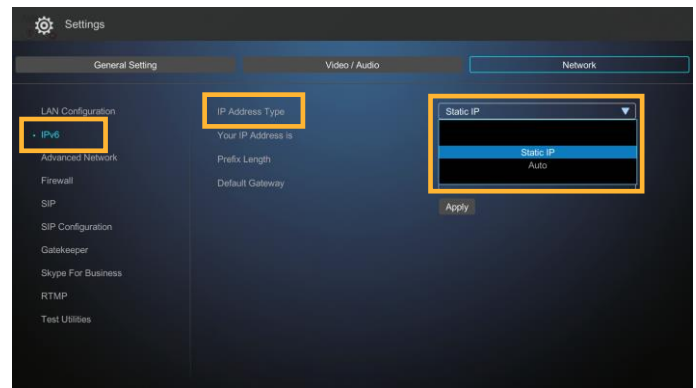 Settings
General Setting
Video / Audio
Network
LAN Configuration
IPv6
Advanced Network
Firewall
SIP
SIP Configuration
Gatekeeper
Skype For Business
RTMP
Test Utilities
IP Address Type
Your IP Address is
Prefix Length
Default Gateway
Static IP
Static IP
Auto
Apply